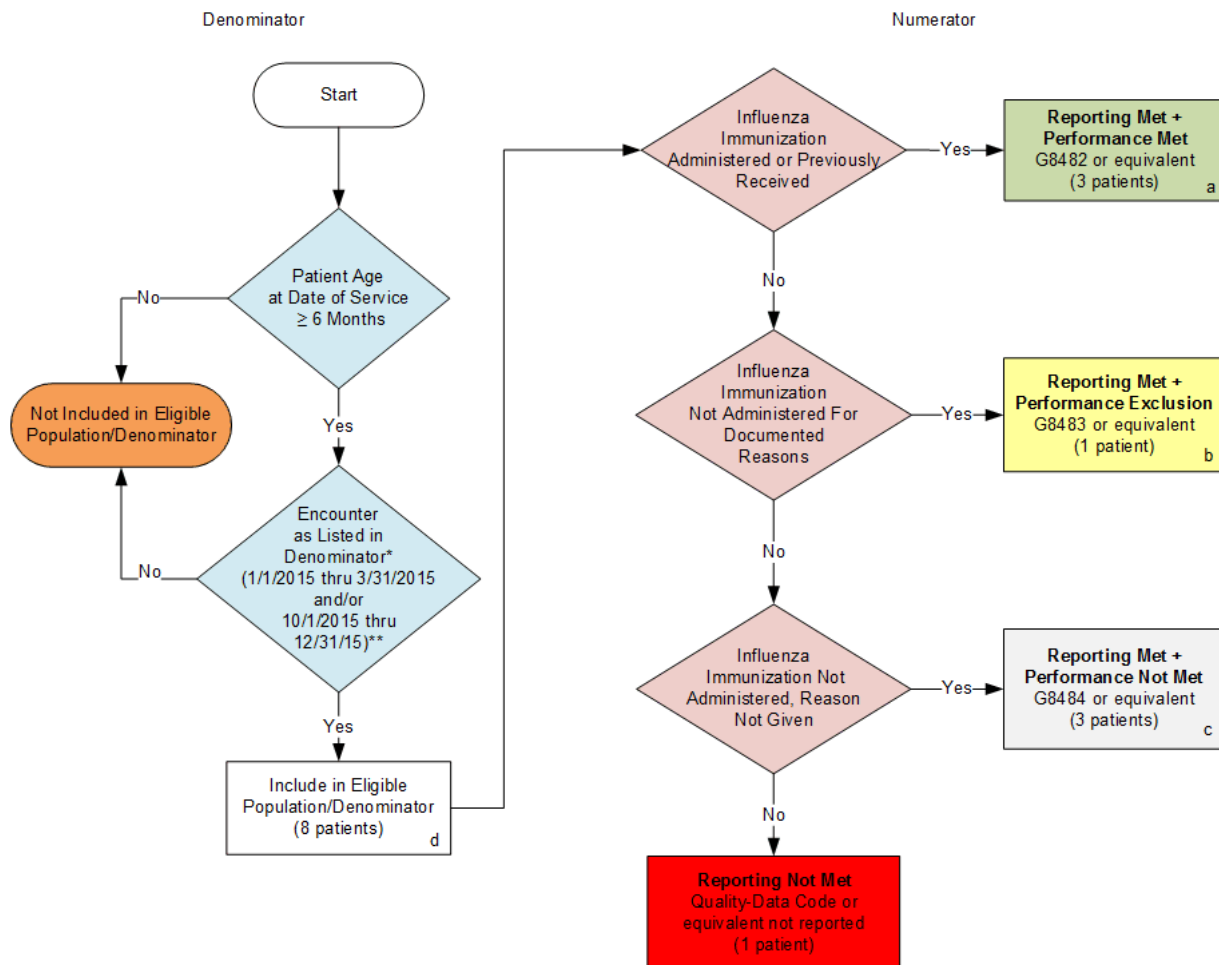 Denominator
Numerator
Start
Patient Age
at Date of Service
≥ 6 Months
No
Yes
Not Included in Eligible
Population/Denominator
Encounter
as Listed in
Denominator*
(1/1/2015 thru 3/31/2015
and/or
10/1/2015 thru
12/31/15)**
No
Yes
Include in Eligible
Population/Denominator
(8 patients)
d
Influenza
Immunization
Administered or Previously
Received
Yes
Reporting Met +
Performance Met
G8482 or equivalent
(3 patients)
a
No
Influenza
Immunization
Not Administered For
Documented
Reasons
Yes
Reporting Met +
Performance Exclusion
G8483 or equivalent
(1 patient)
b
No
Influenza
Immunization Not
Administered, Reason
Not Given
Yes
Reporting Met +
Performance Not Met
G8484 or equivalent
(3 patients)
c
No
Reporting Not Met
Quality-Data Code or
equivalent not reported
(1 patient)